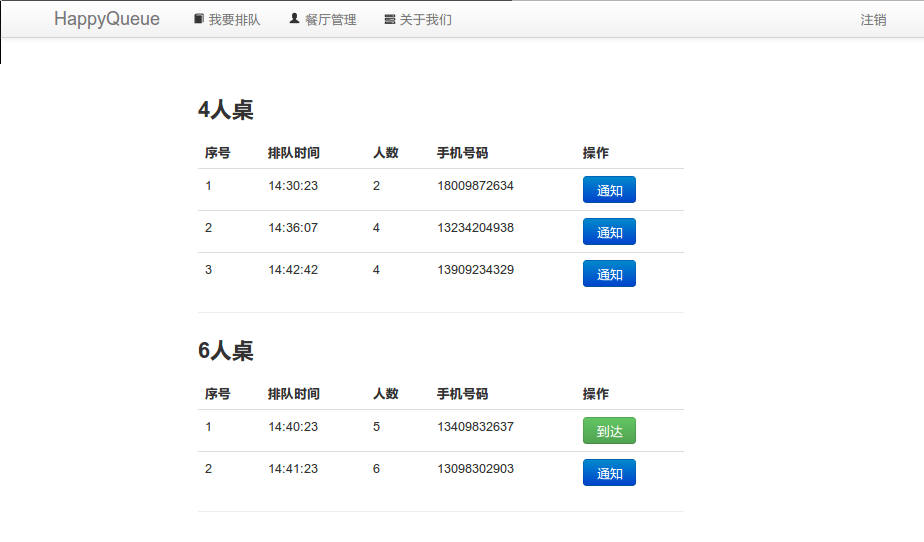 HappyQueue 我要排队 餐厅管理 关于我们 注销
4人桌
序号 排队时间 人数 手机号码 操作
1 14:30:23 2 18009872634 通知
2 14:36:07 4 13234204938 通知
3 14:42:42 4 13909234329 通知
6人桌
序号 排队时间 人数 手机号码 操作
1 14:40:23 5 13409832637 到达
2 14:41:23 6 13098302903 通知